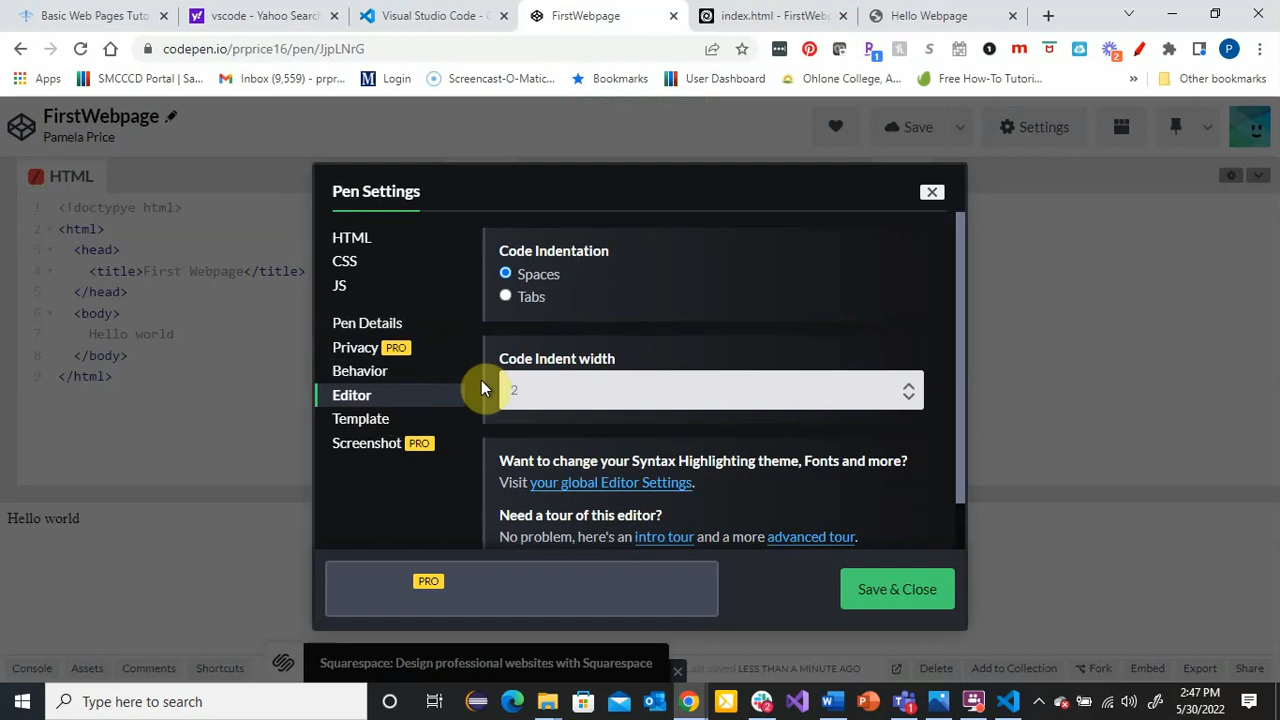 Basic Web Pages Tuto
vscode - Yahoo Search
Visual Studio Code - C
FirstWebpage
index.html - FirstWebp
Hello Webpage
codepen.io/prprice16/pen/JjpLNrG
Apps
SMCCCD Portal | Sa...
Inbox (9,559) - prpr...
Login
Screencast-O-Matic...
Bookmarks
User Dashboard
Ohlone College, A...
Free How-To Tutori...
Other bookmarks
FirstWebpage
Pamela Price
Save
Settings
HTML
1 <!doctypye html>
2 <html>
3 <head>
4 <title>First Webpage</title>
5 </head>
6 <body>
7 Hello world
8 </body>
9 </html>
Hello world
Pen Settings
HTML
CSS
JS
Pen Details
Privacy PRO
Behavior
Editor
Template
Screenshot PRO
Code Indentation
Spaces
Tabs
Code Indent width
2
Want to change your Syntax Highlighting theme, Fonts and more?
Visit your global Editor Settings.
Need a tour of this editor?
No problem, here's an intro tour and a more advanced tour.
PRO
Save & Close
Console
Assets
Comments
Shortcuts
Squarespace: Design professional websites with Squarespace
LESS THAN A MINUTE AGO
Delete
Add to Collection
Fork
Embed
Export
Share
Type here to search
2:47 PM
5/30/2022